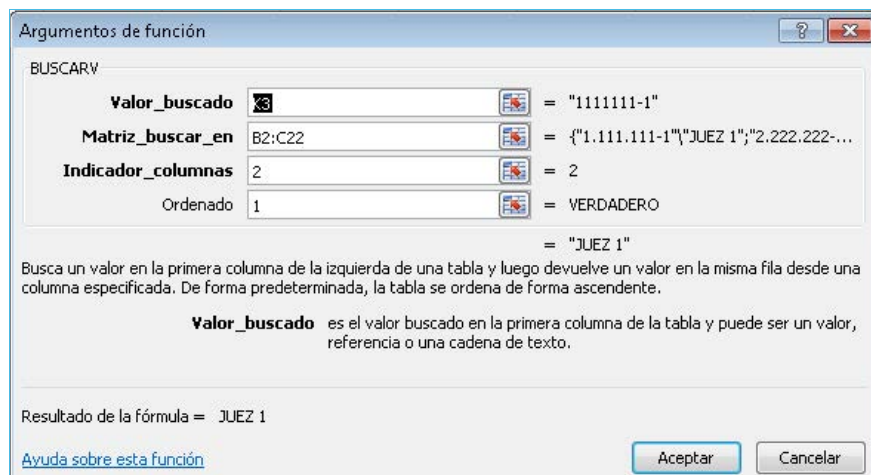 Argumentos de función
BUSCARV
Valor_buscado X3 = "1111111-1"
Matriz_buscar_en B2:C22 = {"1.111.111-1"\"JUEZ 1";"2.222.222-...
Indicador_columnas 2 = 2
Ordenado 1 = VERDADERO
= "JUEZ 1"
Busca un valor en la primera columna de la izquierda de una tabla y luego devuelve un valor en la misma fila desde una
columna especificada. De forma predeterminada, la tabla se ordena de forma ascendente.
Valor_buscado es el valor buscado en la primera columna de la tabla y puede ser un valor,
referencia o una cadena de texto.
Resultado de la fórmula = JUEZ 1
Ayuda sobre esta función Aceptar Cancelar